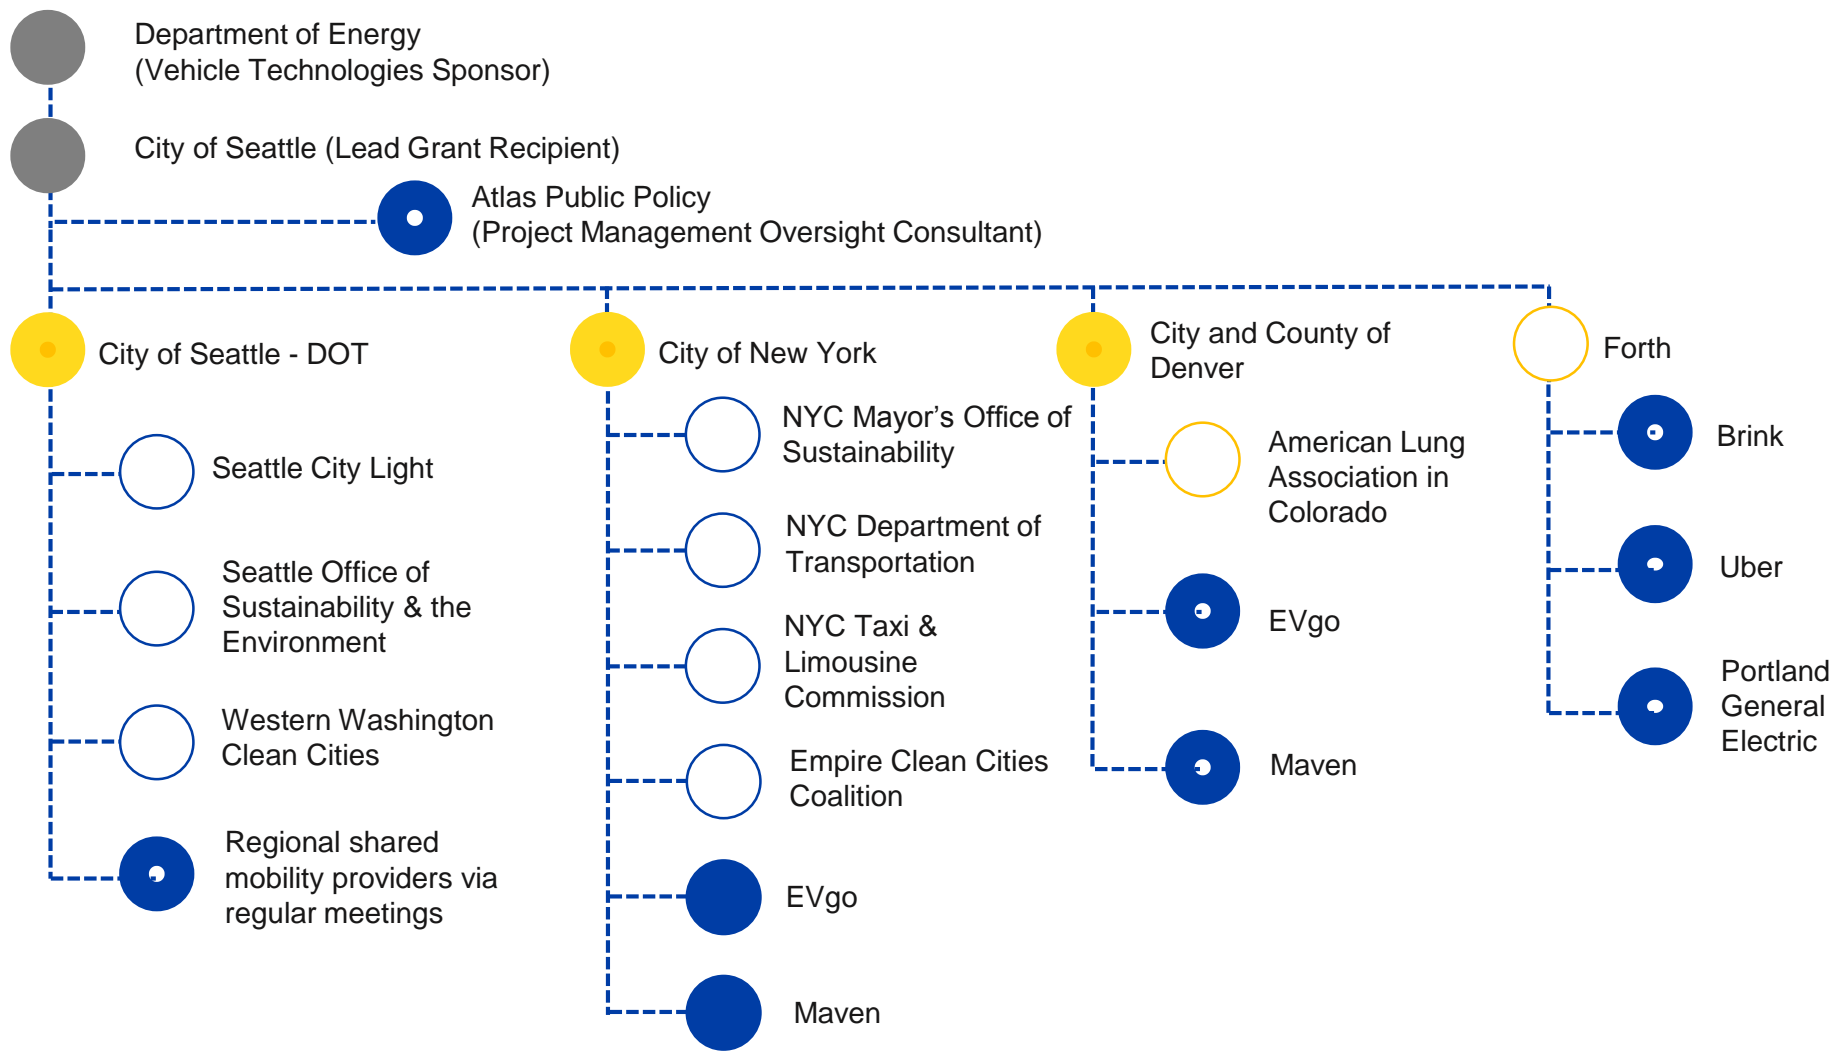 Department of Energy
(Vehicle Technologies Sponsor)
City of Seattle (Lead Grant Recipient)
Atlas Public Policy
(Project Management Oversight Consultant)
City of Seattle - DOT
Seattle City Light
Seattle Office of
Sustainability & the
Environment
Western Washington
Clean Cities
Regional shared
mobility providers via
regular meetings
City of New York
NYC Mayor’s Office of
Sustainability
NYC Department of
Transportation
NYC Taxi &
Limousine
Commission
Empire Clean Cities
Coalition
EVgo
Maven
City and County of
Denver
American Lung
Association in
Colorado
EVgo
Maven
Forth
Brink
Uber
Portland
General
Electric